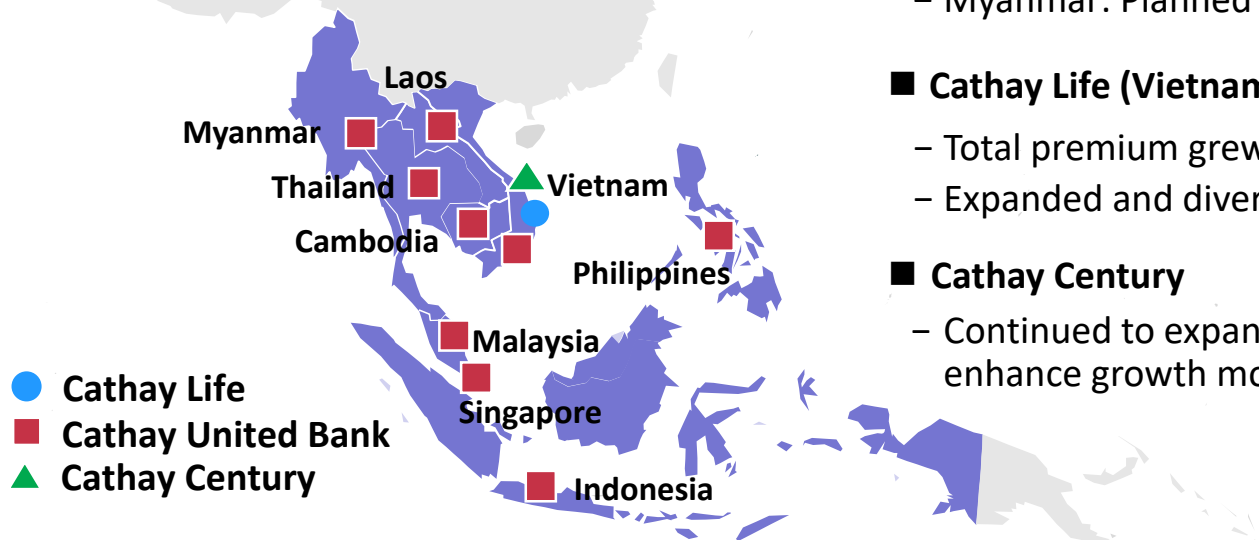 – Myanmar: Planned
Laos
■ Cathay Life (Vietnam
Myanmar
– Total premium grew
Thailand
Vietnam
– Expanded and diver
Cambodia
Philippines
■ Cathay Century
– Continued to expan
Malaysia
enhance growth mo
Cathay Life
Singapore
Cathay United Bank
Cathay Century
Indonesia